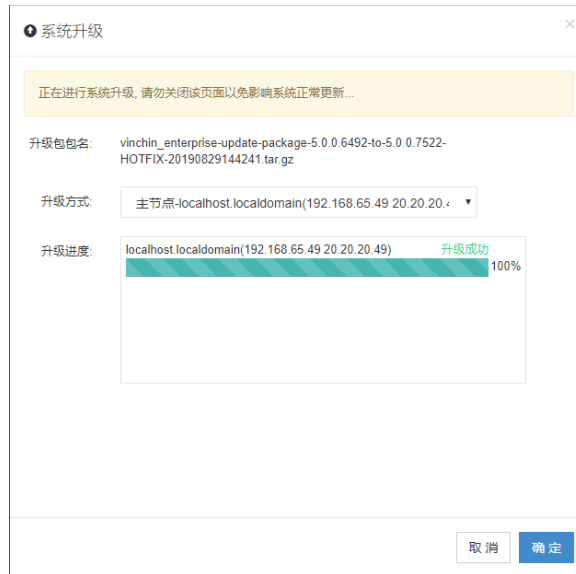 系统升级
×
正在进行系统升级, 请勿关闭该页面以免影响系统正常更新...
升级包包名:
vinchin_enterprise-update-package-5.0.0.6492-to-5.0.0.7522-
HOTFIX-20190829144241.tar.gz
升级方式:
主节点-localhost.localdomain(192.168.65.49 20.20.20.4
升级进度:
localhost.localdomain(192.168.65.49 20.20.20.49) 升级成功
100%
取消 确定